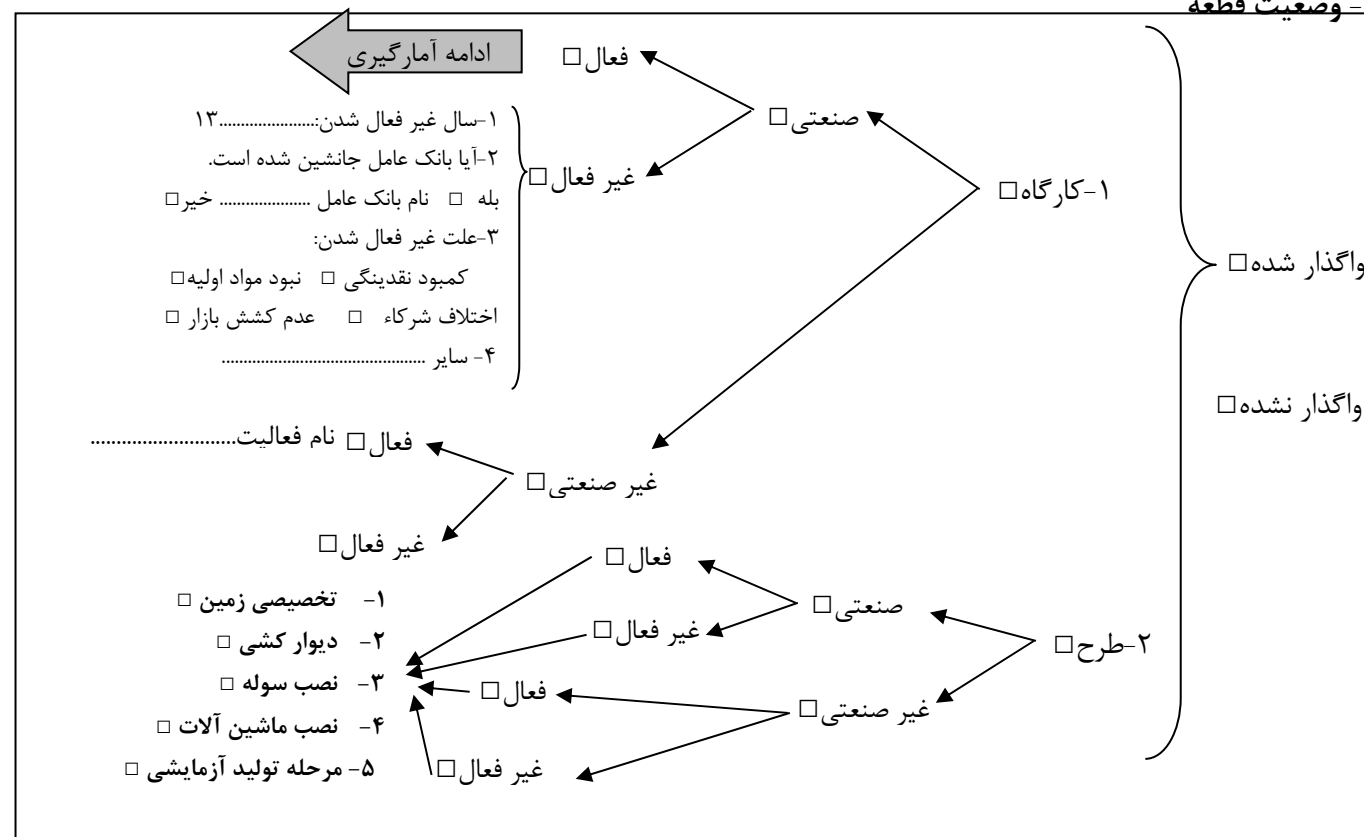 - وضعیت قطعه
واگذار شده□
واگذار نشده□
۱-کارگاه□
صنعتی□
فعال□
ادامه آمارگیری
غیر فعال□
۱-سال غیر فعال شدن:......................۱۳
۲-آیا بانک عامل جانشین شده است.
بله □ نام بانک عامل ..................... خیر□
۳-علت غیر فعال شدن:
کمبود نقدینگی □ نبود مواد اولیه□
اختلاف شرکاء □ عدم کشش بازار □
۴- سایر ...............................................
غیر صنعتی□
فعال□ نام فعالیت............................
غیر فعال□
۲-طرح□
صنعتی□
فعال□
غیر فعال□
غیر صنعتی□
فعال□
غیر فعال□
۱- تخصیصی زمین □
۲- دیوار کشی □
۳- نصب سوله □
۴- نصب ماشین آلات □
۵- مرحله تولید آزمایشی □